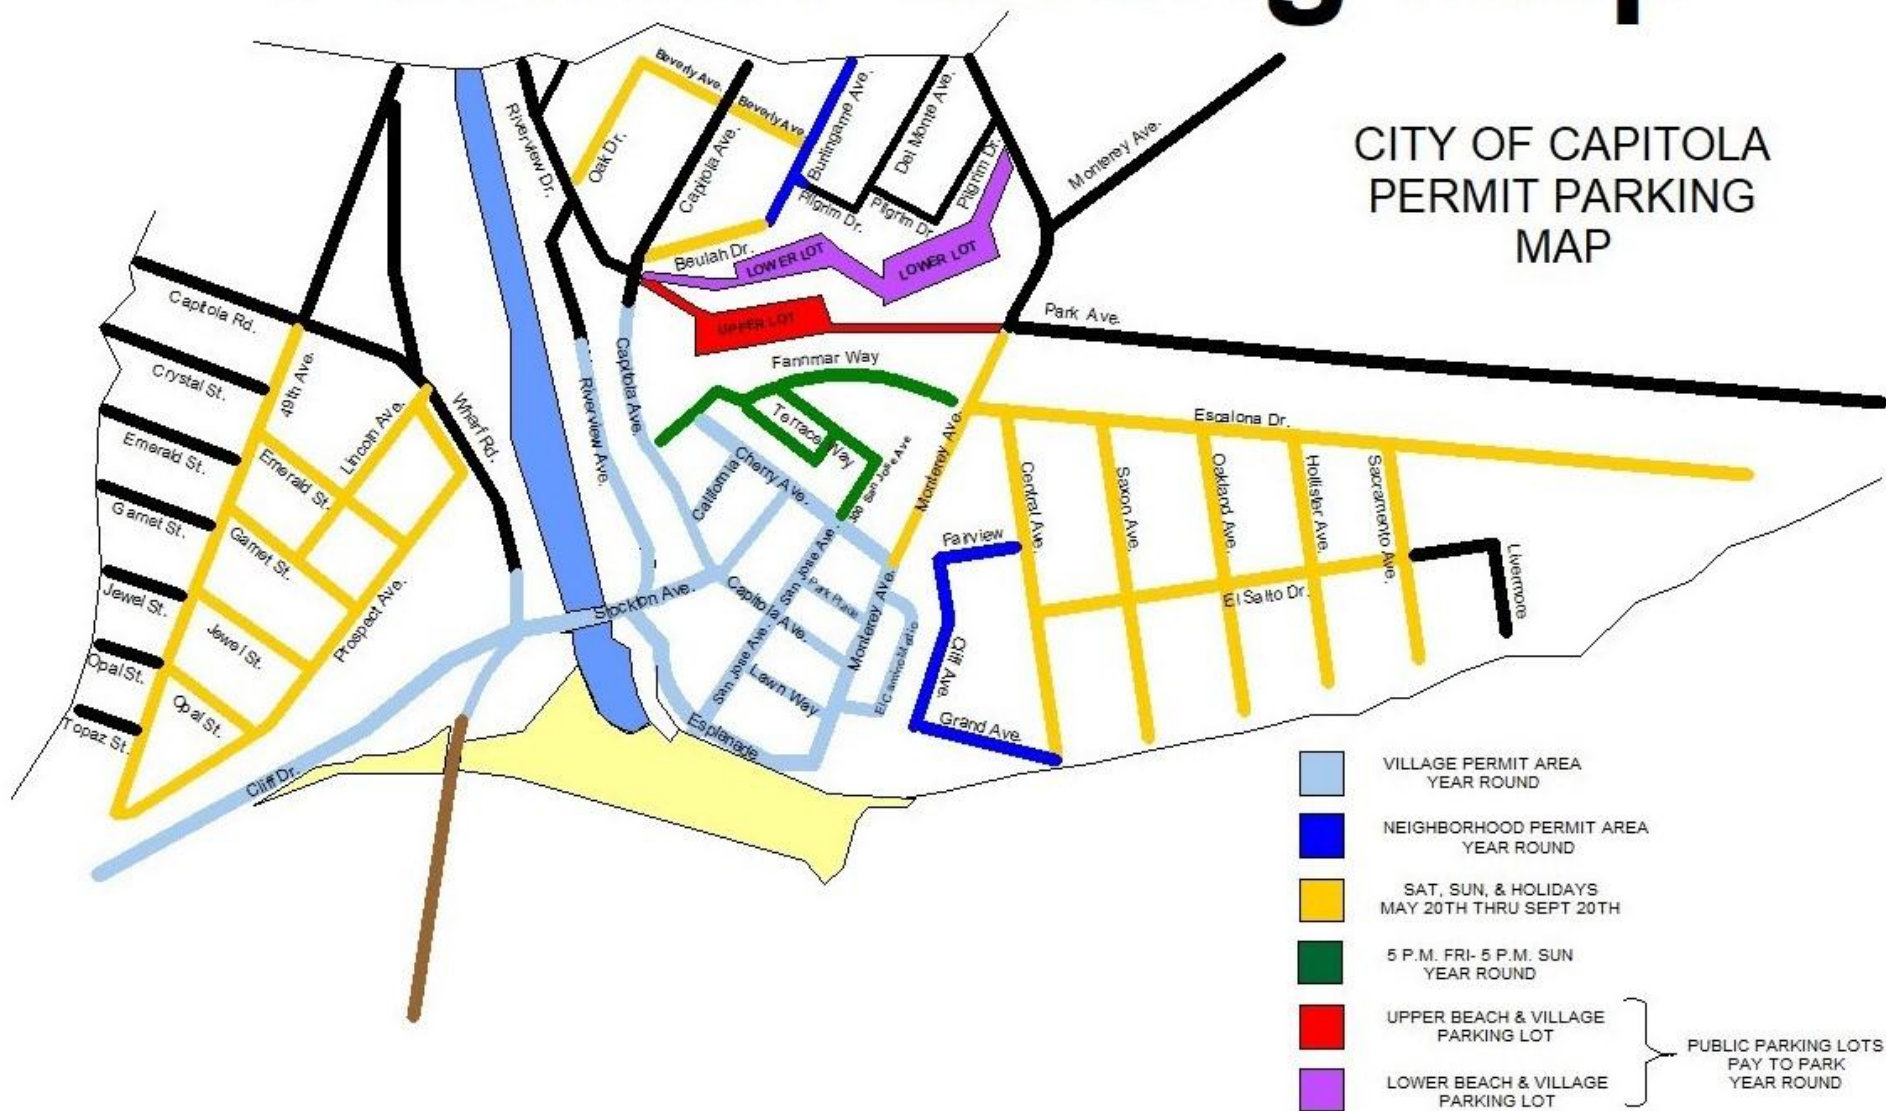 CITY OF CAPITOLA
PERMIT PARKING
MAP
Beverly Ave.
Beverly Ave.
Oak Dr.
Riverview Dr.
Capitola Ave.
Burlingame Ave.
Del Monte Ave.
Pilgrim Dr.
Pilgrim Dr.
Pilgrim Dr.
Monterey Ave.
Beulah Dr.
LOWER LOT
LOWER LOT
UPPER LOT
Park Ave.
Capitola Rd.
Crystal St.
Emerald St.
Garnet St.
Jewel St.
Opal St.
Topaz St.
49th Ave.
Lincoln Ave.
Wharf Rd.
Emerald St.
Garnet St.
Jewel St.
Opal St.
Prospect Ave.
Cliff Dr.
Riverview Ave.
Capitola Ave.
Fanmar Way
Terrace Way
Cherry Ave.
California
San Jose Ave
Monterey Ave.
Escalona Dr.
Central Ave.
Saxon Ave.
Oakland Ave.
Hollister Ave.
Sacramento Ave.
Livermore
El Salto Dr.
Fairview
Cliff Ave.
Grand Ave.
Stockton Ave.
Capitola Ave.
San Jose Ave.
San Jose Ave.
Park Place
Monterey Ave.
Lawn Way
Esplanade
VILLAGE PERMIT AREA
YEAR ROUND
NEIGHBORHOOD PERMIT AREA
YEAR ROUND
SAT, SUN, & HOLIDAYS
MAY 20TH THRU SEPT 20TH
5 P.M. FRI- 5 P.M. SUN
YEAR ROUND
UPPER BEACH & VILLAGE
PARKING LOT
LOWER BEACH & VILLAGE
PARKING LOT
PUBLIC PARKING LOTS
PAY TO PARK
YEAR ROUND